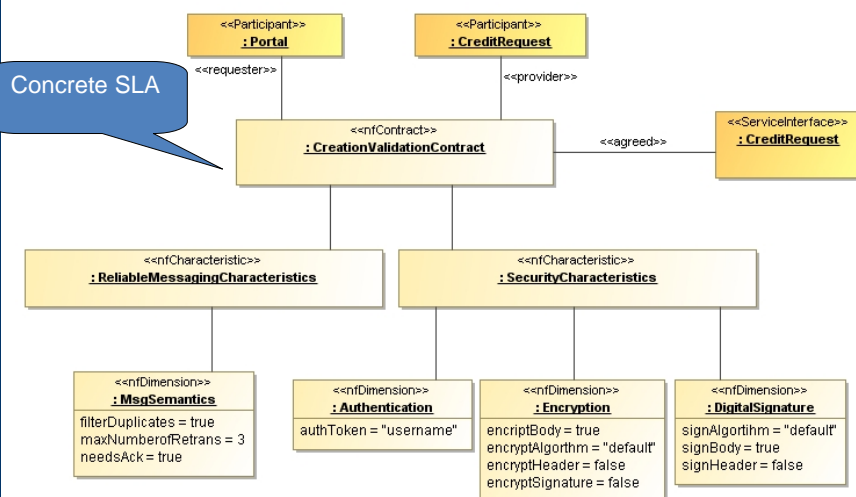 <<Participant>>
: Portal
<<Participant>>
: CreditRequest
<<requester>>
<<provider>>
Concrete SLA
<<nfContract>>
: CreationValidationContract
<<agreed>>
<<ServiceInterface>>
: CreditRequest
<<nfCharacteristic>>
: ReliableMessagingCharacteristics
<<nfCharacteristic>>
: SecurityCharacteristics
<<nfDimension>>
: MsgSemantics
filterDuplicates = true
maxNumberofRetrans = 3
needsAck = true
<<nfDimension>>
: Authentication
authToken = "username"
<<nfDimension>>
: Encryption
encriptBody = true
encryptAlgorthm = "default"
encryptHeader = false
encryptSignature = false
<<nfDimension>>
: DigitalSignature
signAlgortihm = "default"
signBody = true
signHeader = false